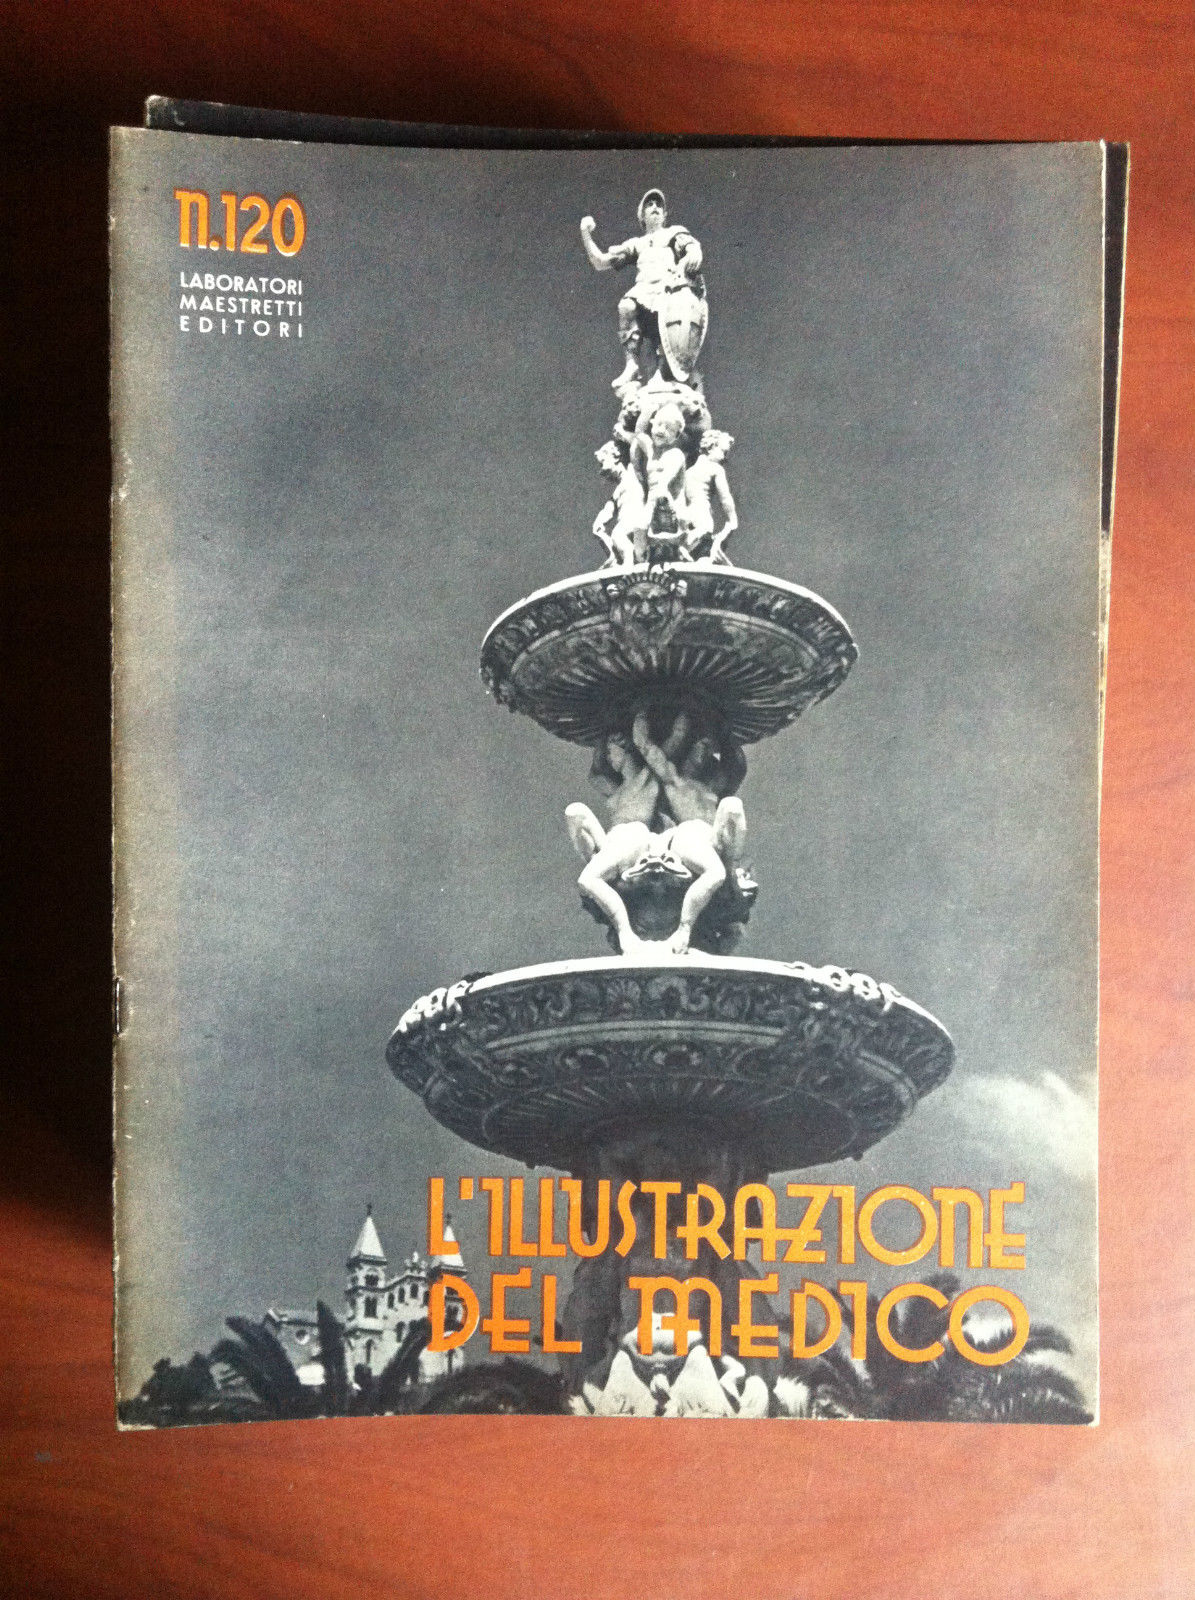 n.120
LABORATORI
MAESTRETTI
EDITORI
L'ILLUSTRAZIONE
DEL MEDICO